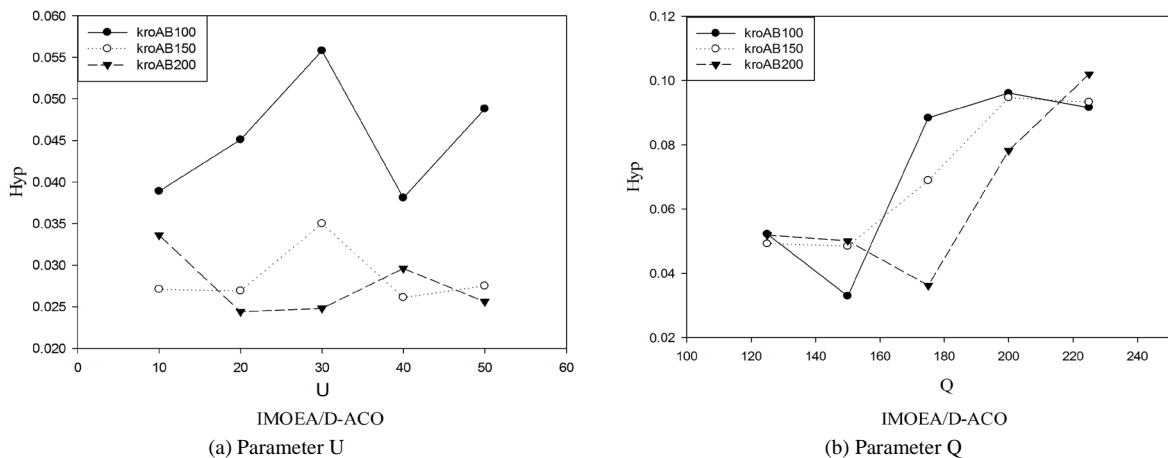 0.060
0.055
0.050
0.045
0.040
0.035
0.030
0.025
0.020
Hyp
kroAB100
kroAB150
kroAB200
0 10 20 30 40 50 60
U
IMOEA/D-ACO
(a) Parameter U
0.12
0.10
0.08
0.06
0.04
0.02
Hyp
kroAB100
kroAB150
kroAB200
100 120 140 160 180 200 220 240
Q
IMOEA/D-ACO
(b) Parameter Q